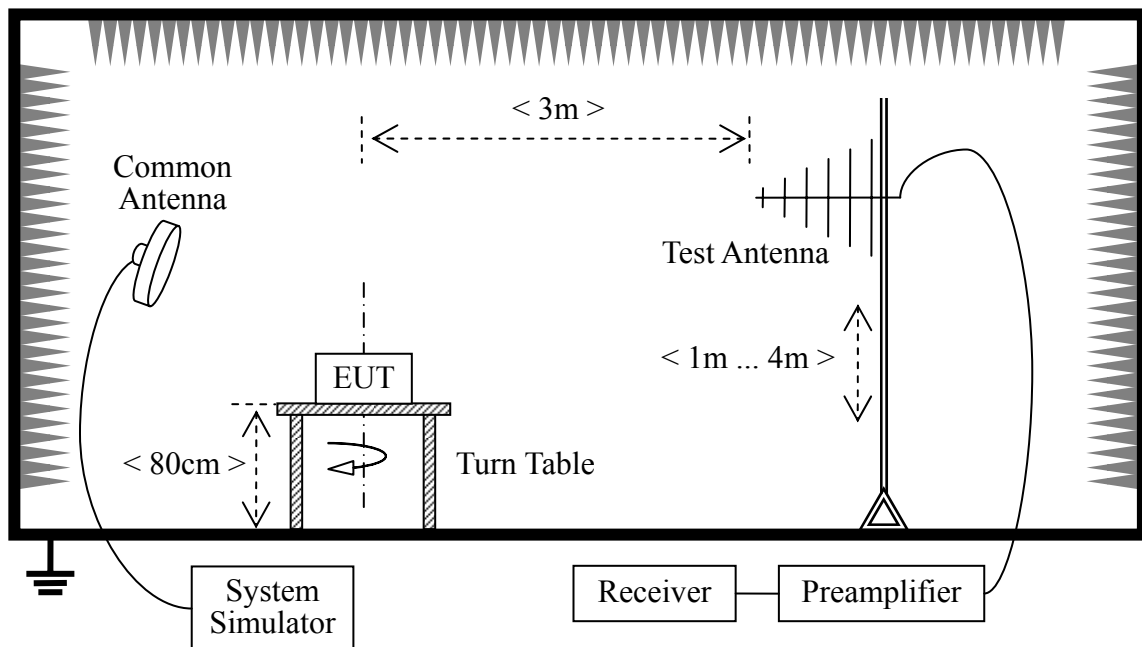 < 3m >
Common
Antenna
Test Antenna
< 1m ... 4m >
EUT
< 80cm >
Turn Table
System
Simulator
Receiver
Preamplifier